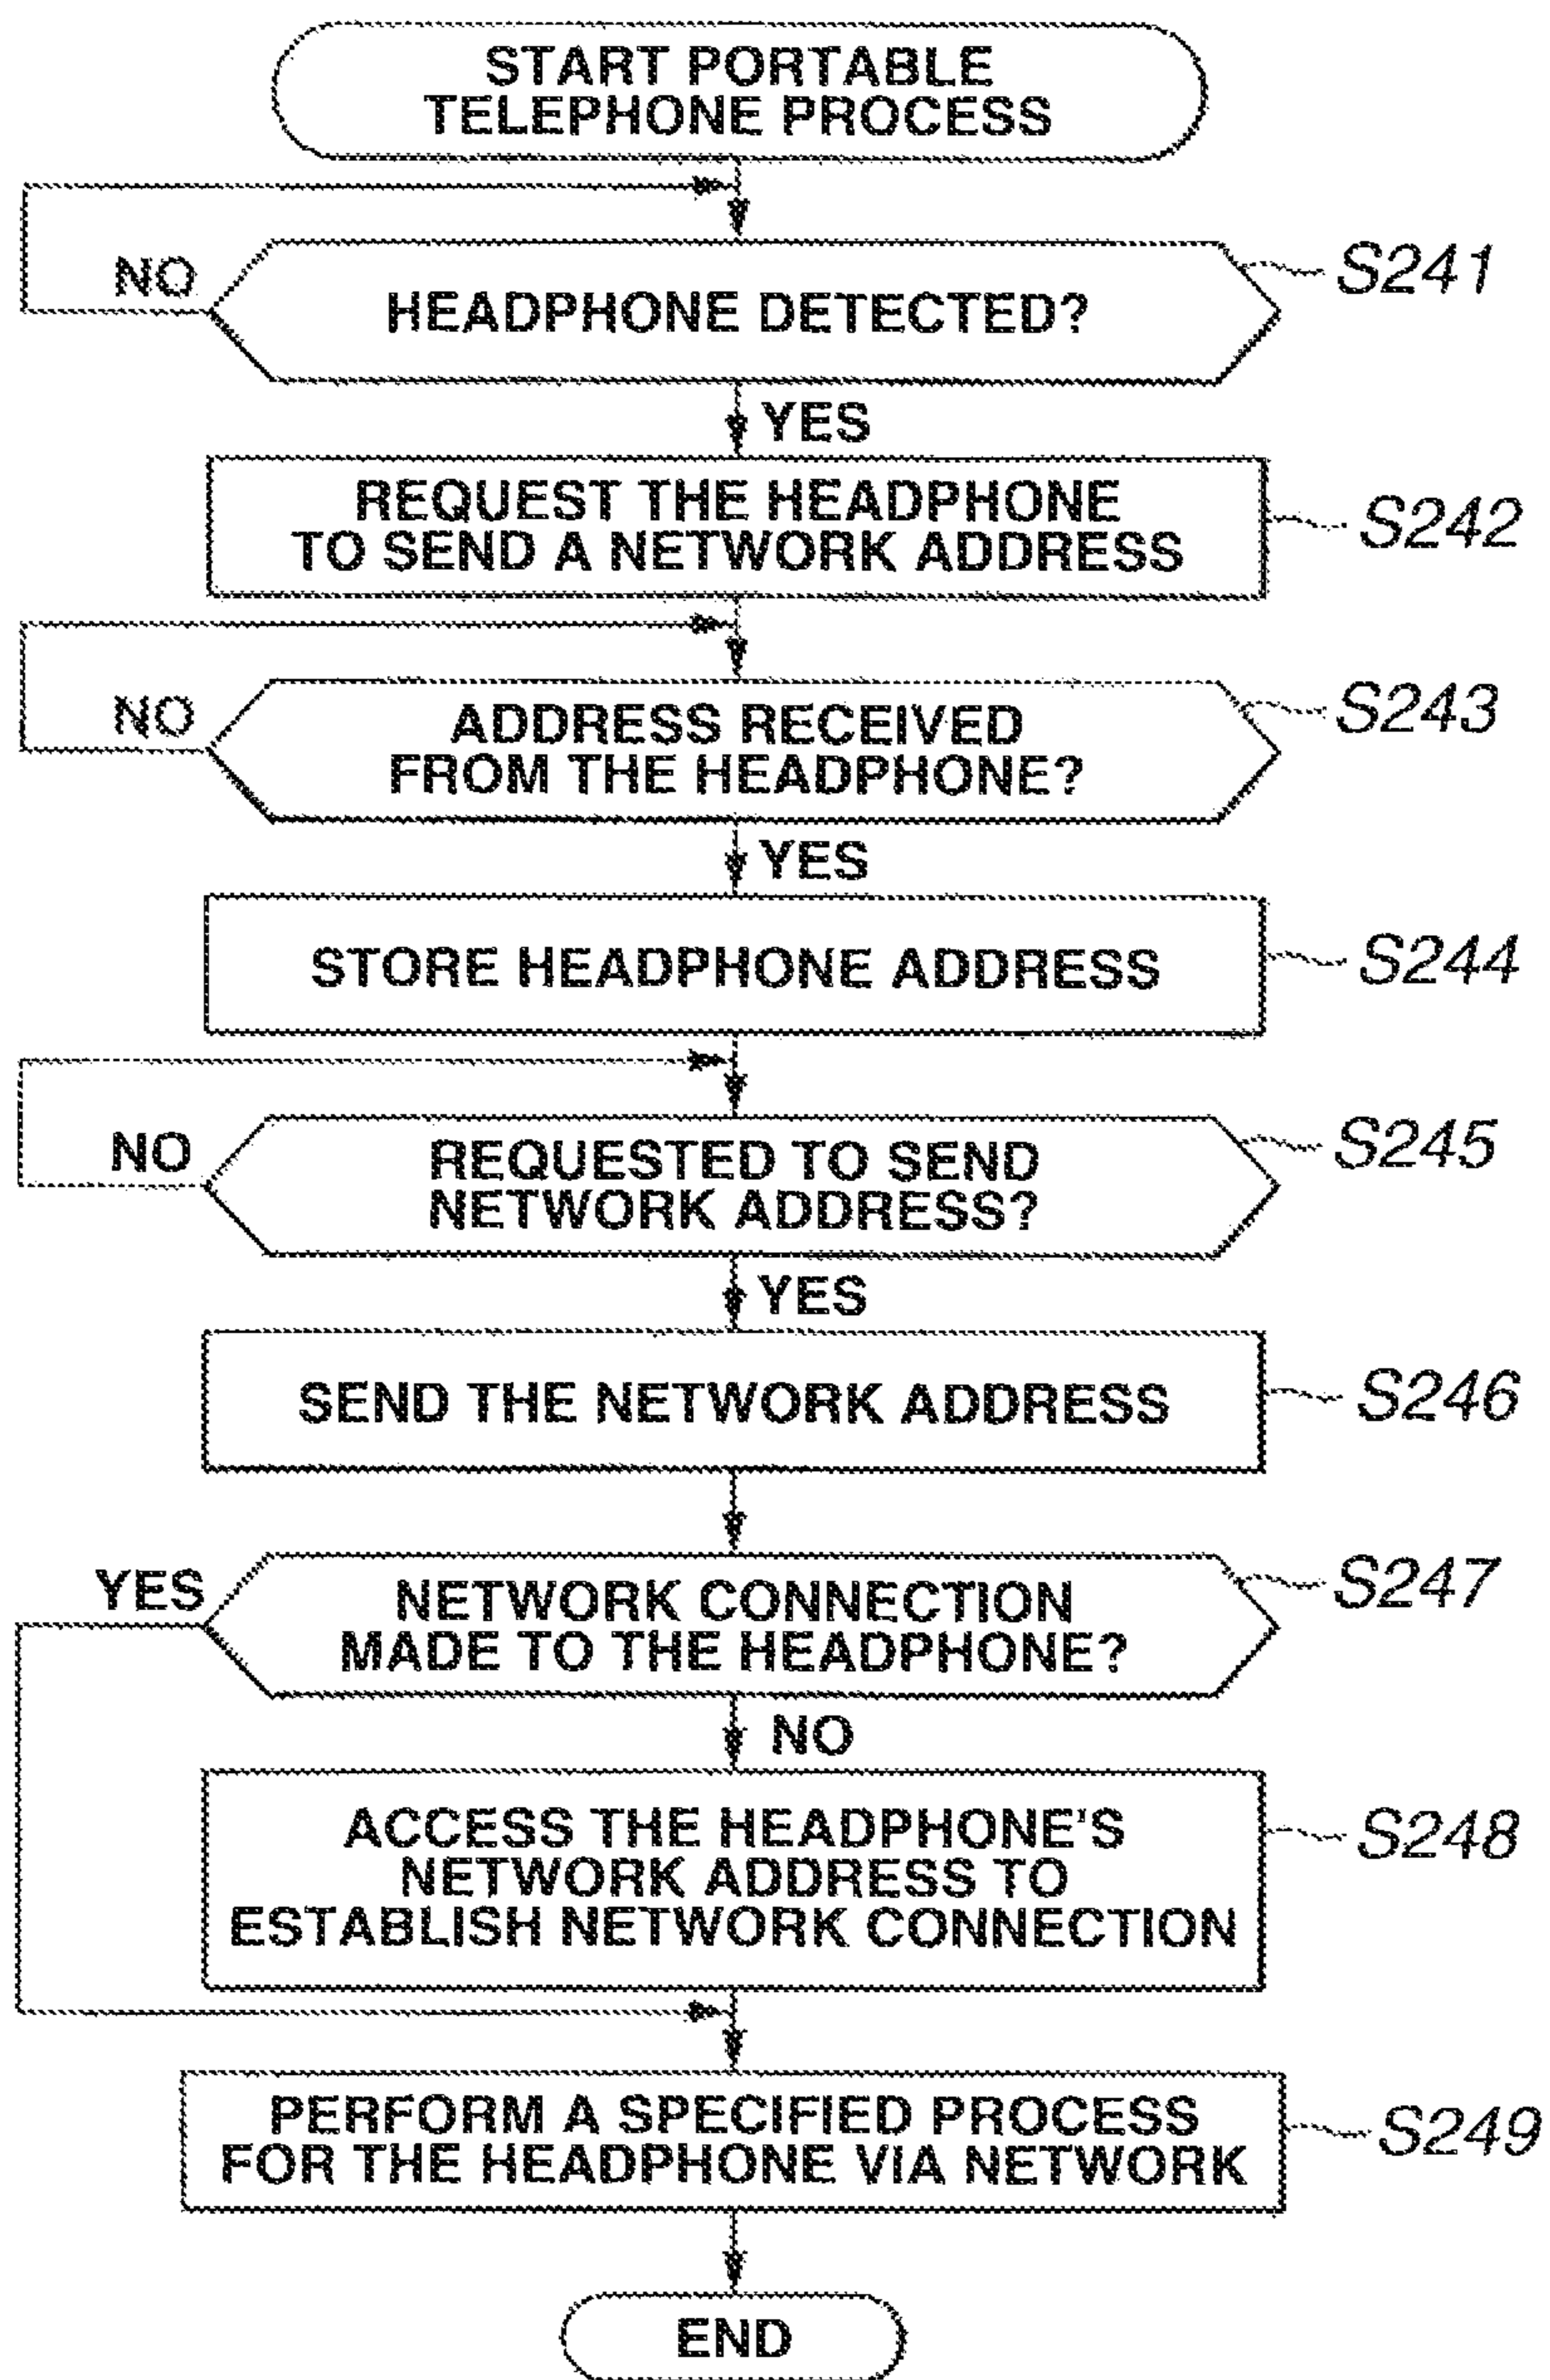 START PORTABLE
TELEPHONE PROCESS
NO
HEADPHONE DETECTED?
S241
YES
REQUEST THE HEADPHONE
TO SEND A NETWORK ADDRESS
S242
NO
ADDRESS RECEIVED
FROM THE HEADPHONE?
S243
YES
STORE HEADPHONE ADDRESS
S244
NO
REQUESTED TO SEND
NETWORK ADDRESS?
S245
YES
SEND THE NETWORK ADDRESS
S246
YES
NETWORK CONNECTION
MADE TO THE HEADPHONE?
S247
NO
ACCESS THE HEADPHONE'S
NETWORK ADDRESS TO
ESTABLISH NETWORK CONNECTION
S248
PERFORM A SPECIFIED PROCESS
FOR THE HEADPHONE VIA NETWORK
S249
END